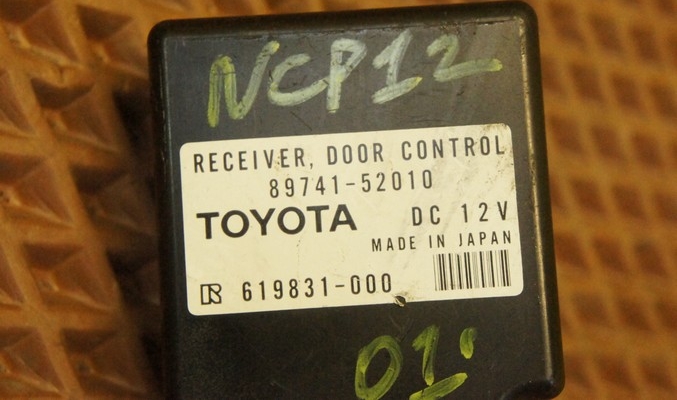 NCP12
RECEIVER, DOOR CONTROL
89741-52010
TOYOTA DC 12V
MADE IN JAPAN
R 619831-000
01'